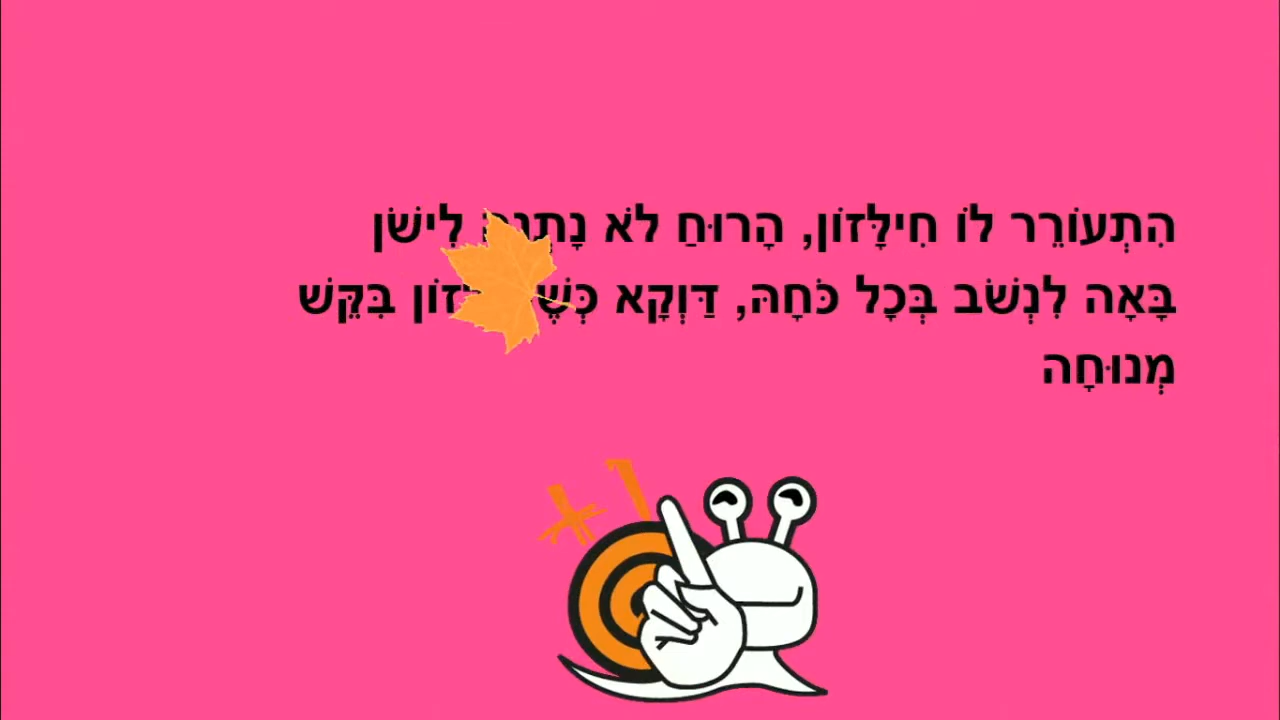 הִתְעוֹרֵר לוֹ חִילָּזוֹן, הָרוּחַ לֹא נָתְנָה לִישֹׁן
בָּאָה לִנְשֹׁב בְּכָל כֹּחָהּ, דַּוְקָא בִּקֵּשׁ
מְנוּחָה